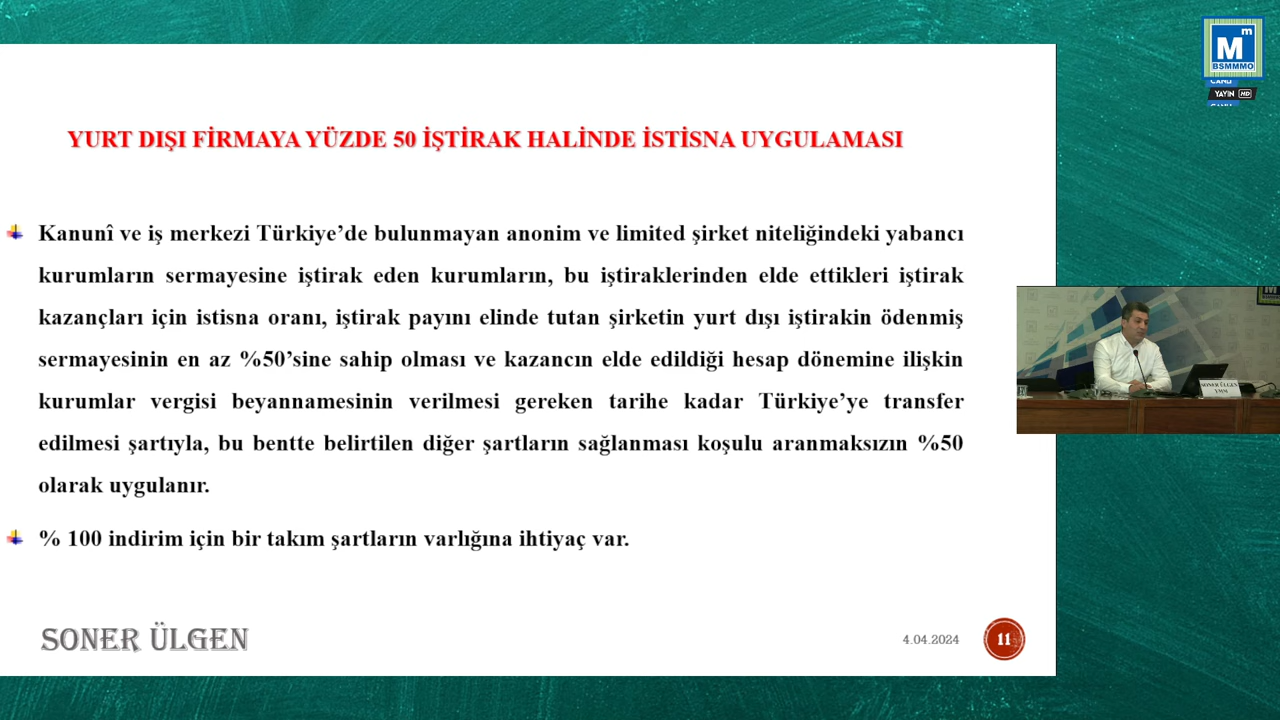 YURT DIŞI FİRMAYA YÜZDE 50 İŞTİRAK HALİNDE İSTİSNA UYGULAMASI
Kanunî ve iş merkezi Türkiye’de bulunmayan anonim ve limited şirket niteliğindeki yabancı
kurumların sermayesine iştirak eden kurumların, bu iştiraklerinden elde ettikleri iştirak
kazançları için istisna oranı, iştirak payını elinde tutan şirketin yurt dışı iştirakin ödenmiş
sermayesinin en az %50’sine sahip olması ve kazancın elde edildiği hesap dönemine ilişkin
kurumlar vergisi beyannamesinin verilmesi gereken tarihe kadar Türkiye’ye transfer
edilmesi şartıyla, bu bentte belirtilen diğer şartların sağlanması koşulu aranmaksızın %50
olarak uygulanır.
% 100 indirim için bir takım şartların varlığına ihtiyaç var.
SONER ÜLGEN
4.04.2024
11
Mm
BSMMMO
CANLI
YAYIN HD
SONER ÜLGEN